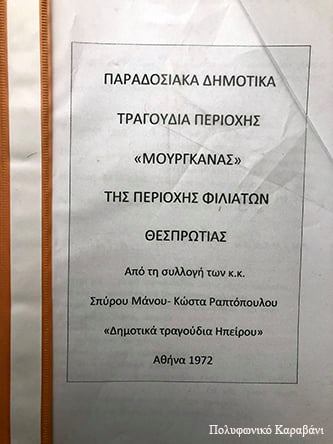 ΠΑΡΑΔΟΣΙΑΚΑ ΔΗΜΟΤΙΚΑ
ΤΡΑΓΟΥΔΙΑ ΠΕΡΙΟΧΗΣ
«ΜΟΥΡΓΚΑΝΑΣ»
ΤΗΣ ΠΕΡΙΟΧΗΣ ΦΙΛΙΑΤΩΝ
ΘΕΣΠΡΩΤΙΑΣ
Από τη συλλογή των κ.κ.
Σπύρου Μάνου- Κώστα Ραπτόπουλου
«Δημοτικά τραγούδια Ηπείρου»
Αθήνα 1972
Πολυφωνικό Καραβάνι